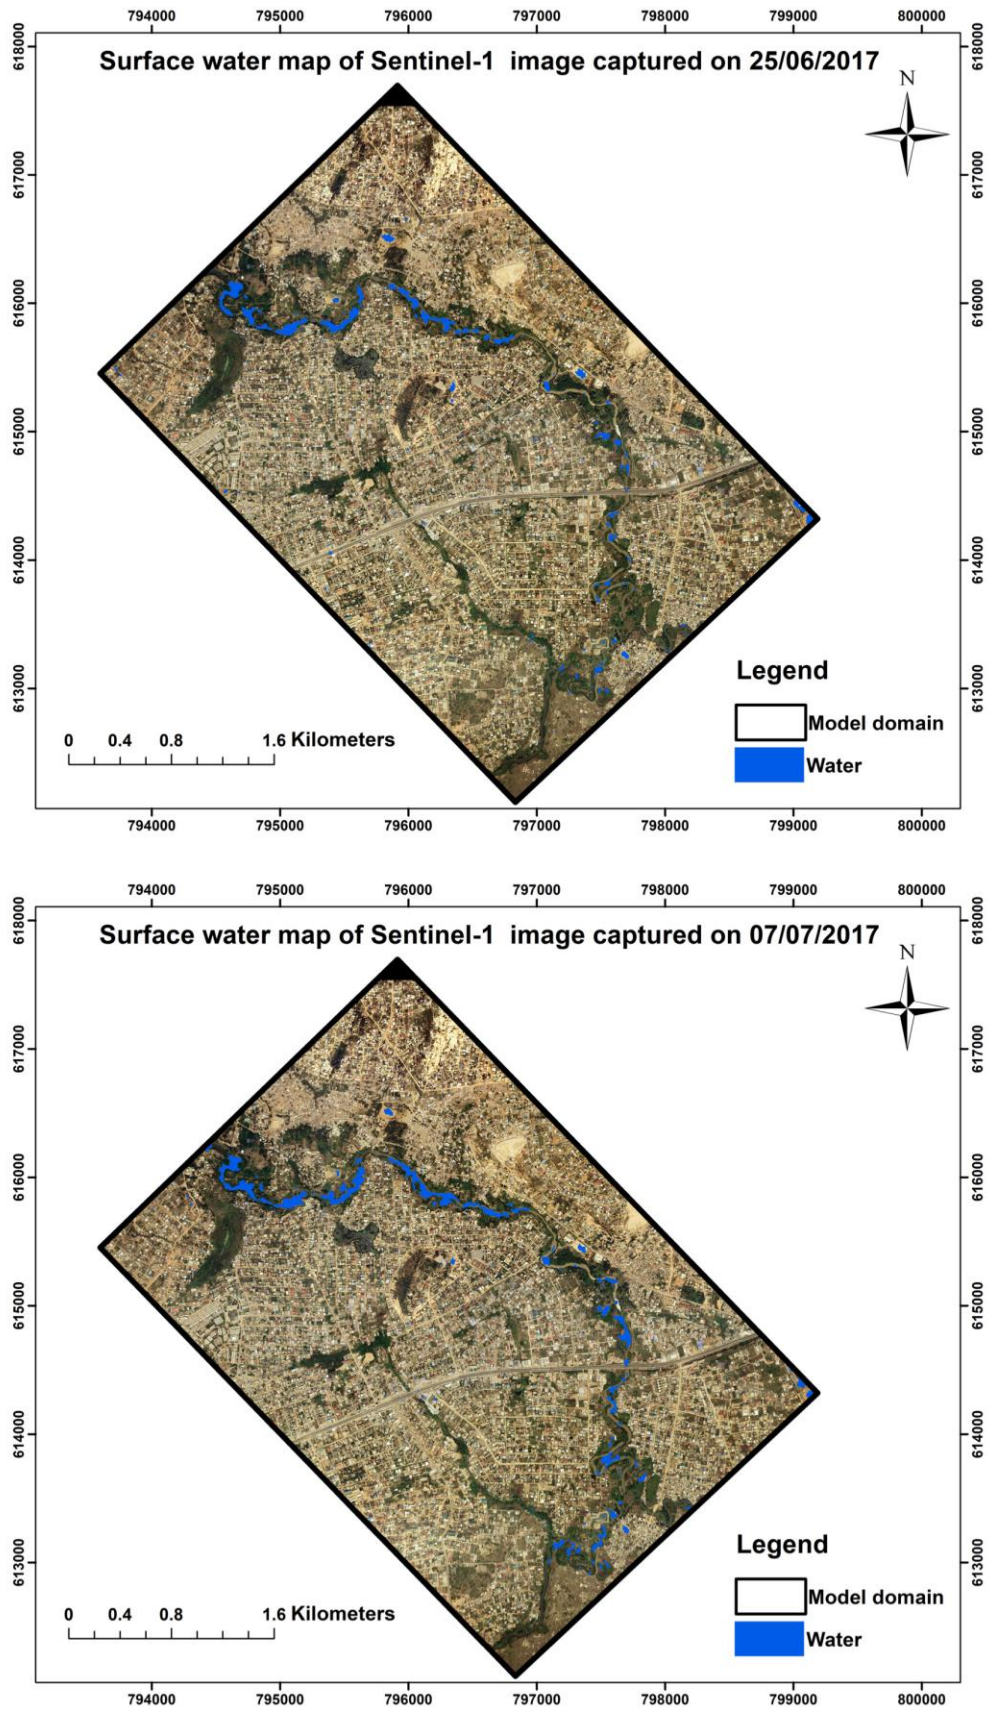 794000 795000 796000 797000 798000 799000 800000
618000 618000
Surface water map of Sentinel-1 image captured on 25/06/2017
N
617000 617000
616000 616000
615000 615000
614000 614000
613000 613000
Legend
Model domain
Water
0 0.4 0.8 1.6 Kilometers
794000 795000 796000 797000 798000 799000 800000
794000 795000 796000 797000 798000 799000 800000
618000 618000
Surface water map of Sentinel-1 image captured on 07/07/2017
N
617000 617000
616000 616000
615000 615000
614000 614000
613000 613000
Legend
Model domain
Water
0 0.4 0.8 1.6 Kilometers
794000 795000 796000 797000 798000 799000 800000